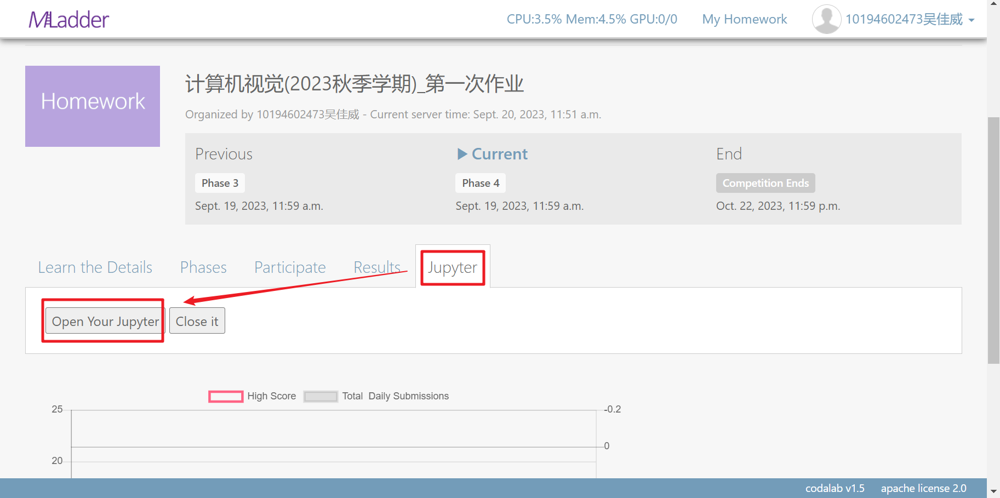 MLadder
CPU:3.5% Mem:4.5% GPU:0/0 My Homework 10194602473吴佳威
Homework
计算机视觉(2023秋季学期)_第一次作业
Organized by 10194602473吴佳威 - Current server time: Sept. 20, 2023, 11:51 a.m.
Previous Current End
Phase 3 Phase 4 Competition Ends
Sept. 19, 2023, 11:59 a.m. Sept. 19, 2023, 11:59 a.m. Oct. 22, 2023, 11:59 p.m.
Learn the Details Phases Participate Results Jupyter
Open Your Jupyter Close it
High Score Total Daily Submissions
25 -0.2
0
20
codalab v1.5 apache license 2.0